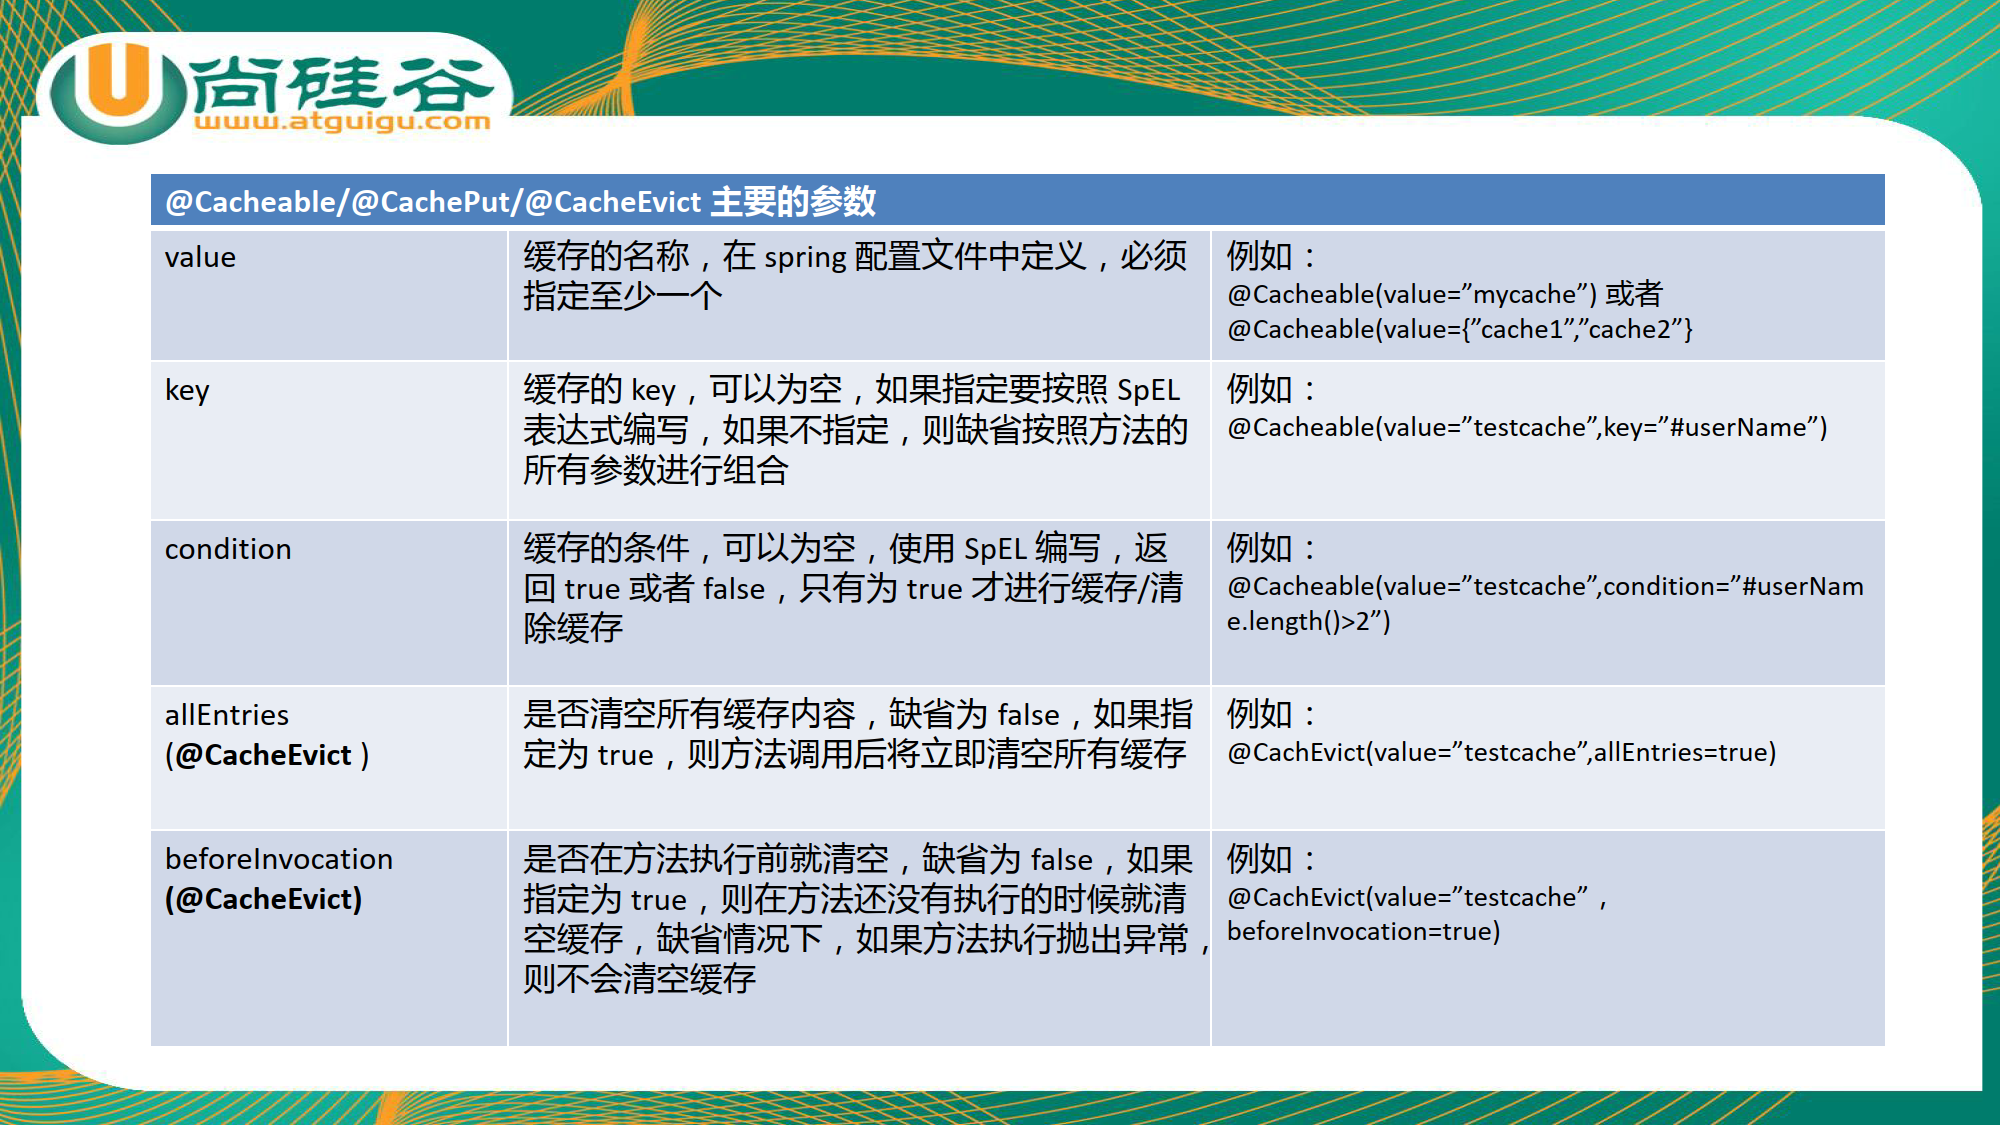 尚硅谷
www.atguigu.com
@Cacheable/@CachePut/@CacheEvict 主要的参数
value
缓存的名称，在 spring 配置文件中定义，必须
指定至少一个
例如：
@Cacheable(value=”mycache”) 或者
@Cacheable(value={”cache1”,”cache2”}
key
缓存的 key，可以为空，如果指定要按照 SpEL
表达式编写，如果不指定，则缺省按照方法的
所有参数进行组合
例如：
@Cacheable(value=”testcache”,key=”#userName”)
condition
缓存的条件，可以为空，使用 SpEL 编写，返
回 true 或者 false，只有为 true 才进行缓存/清
除缓存
例如：
@Cacheable(value=”testcache”,condition=”#userNam
e.length()>2”)
allEntries
(@CacheEvict )
是否清空所有缓存内容，缺省为 false，如果指
定为 true，则方法调用后将立即清空所有缓存
例如：
@CachEvict(value=”testcache”,allEntries=true)
beforeInvocation
(@CacheEvict)
是否在方法执行前就清空，缺省为 false，如果
指定为 true，则在方法还没有执行的时候就清
空缓存，缺省情况下，如果方法执行抛出异常，
则不会清空缓存
例如：
@CachEvict(value=”testcache”，
beforeInvocation=true)